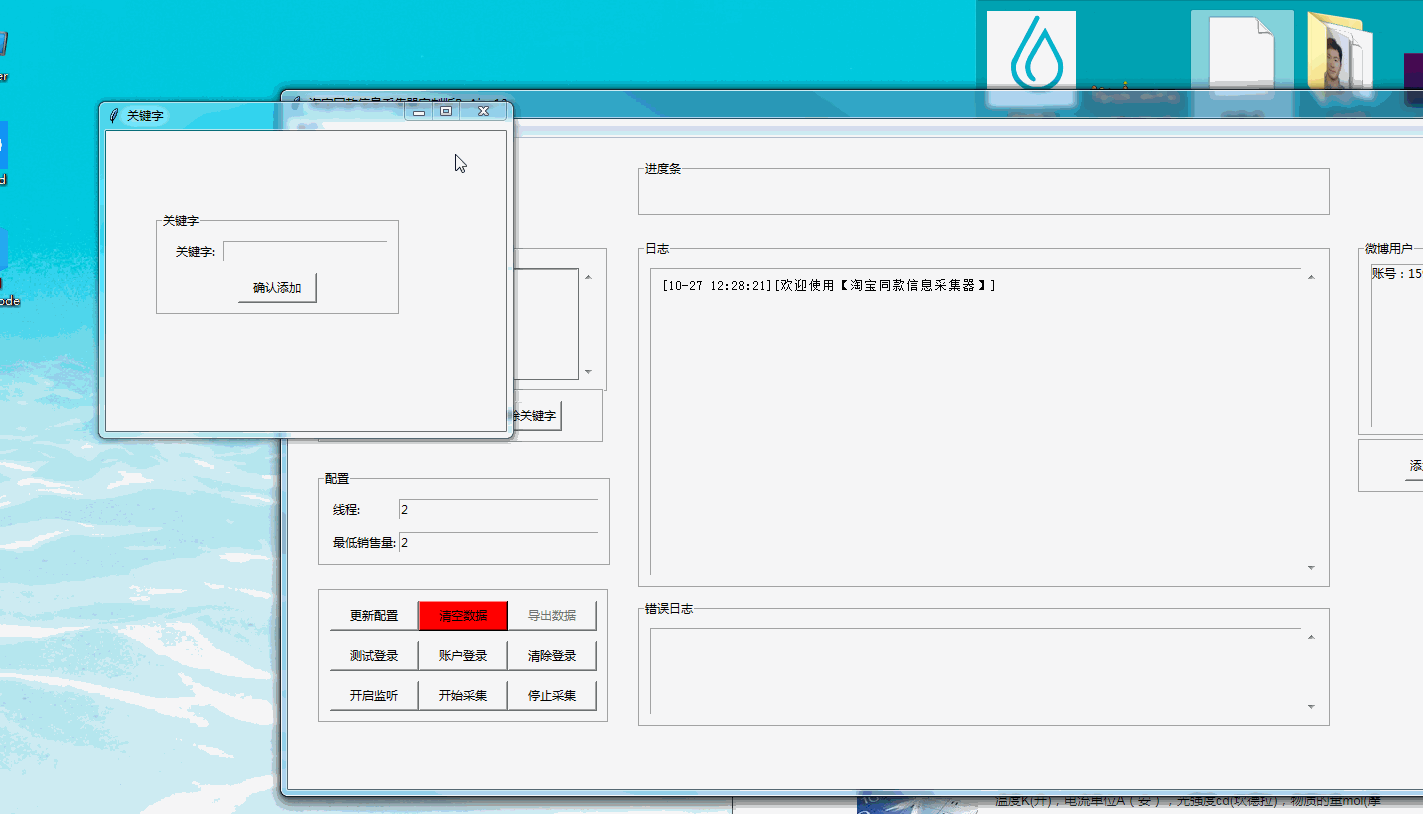 er
d
ode
关键字
关键字
关键字:
确认添加
除关键字
进度条
日志
[10-27 12:28:21][欢迎使用【淘宝同款信息采集器】]
微博用户
账号：159
添
配置
线程:
2
最低销售量:
2
更新配置
清空数据
导出数据
测试登录
账户登录
清除登录
开启监听
开始采集
停止采集
错误日志
温度K(开)，电流单位A（安），光强度cd(坎德拉)，物质的量mol(摩